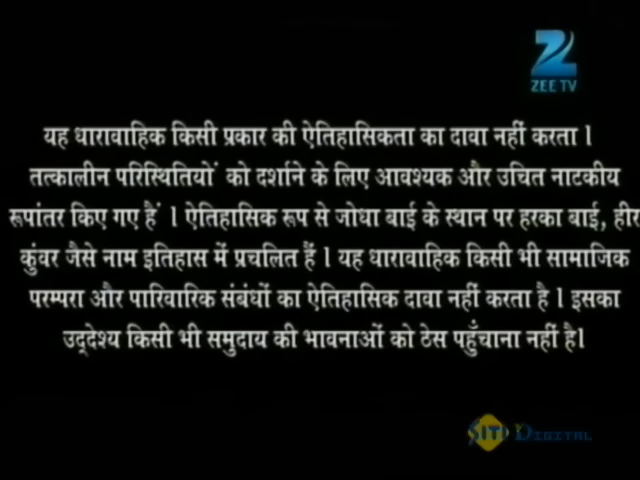 ZEE TV
यह धारावाहिक किसी प्रकार की ऐतिहासिकता का दावा नहीं करता ।
तत्कालीन परिस्थितियों को दर्शाने के लिए आवश्यक और उचित नाटकीय
रूपांतर किए गए हैं । ऐतिहासिक रूप से जोधा बाई के स्थान पर हरका बाई, हीर
कुंवर जैसे नाम इतिहास में प्रचलित हैं । यह धारावाहिक किसी भी सामाजिक
परम्परा और पारिवारिक संबंधों का ऐतिहासिक दावा नहीं करता है । इसका
उद्देश्य किसी भी समुदाय की भावनाओं को ठेस पहुँचाना नहीं है।
SITI DIGITAL